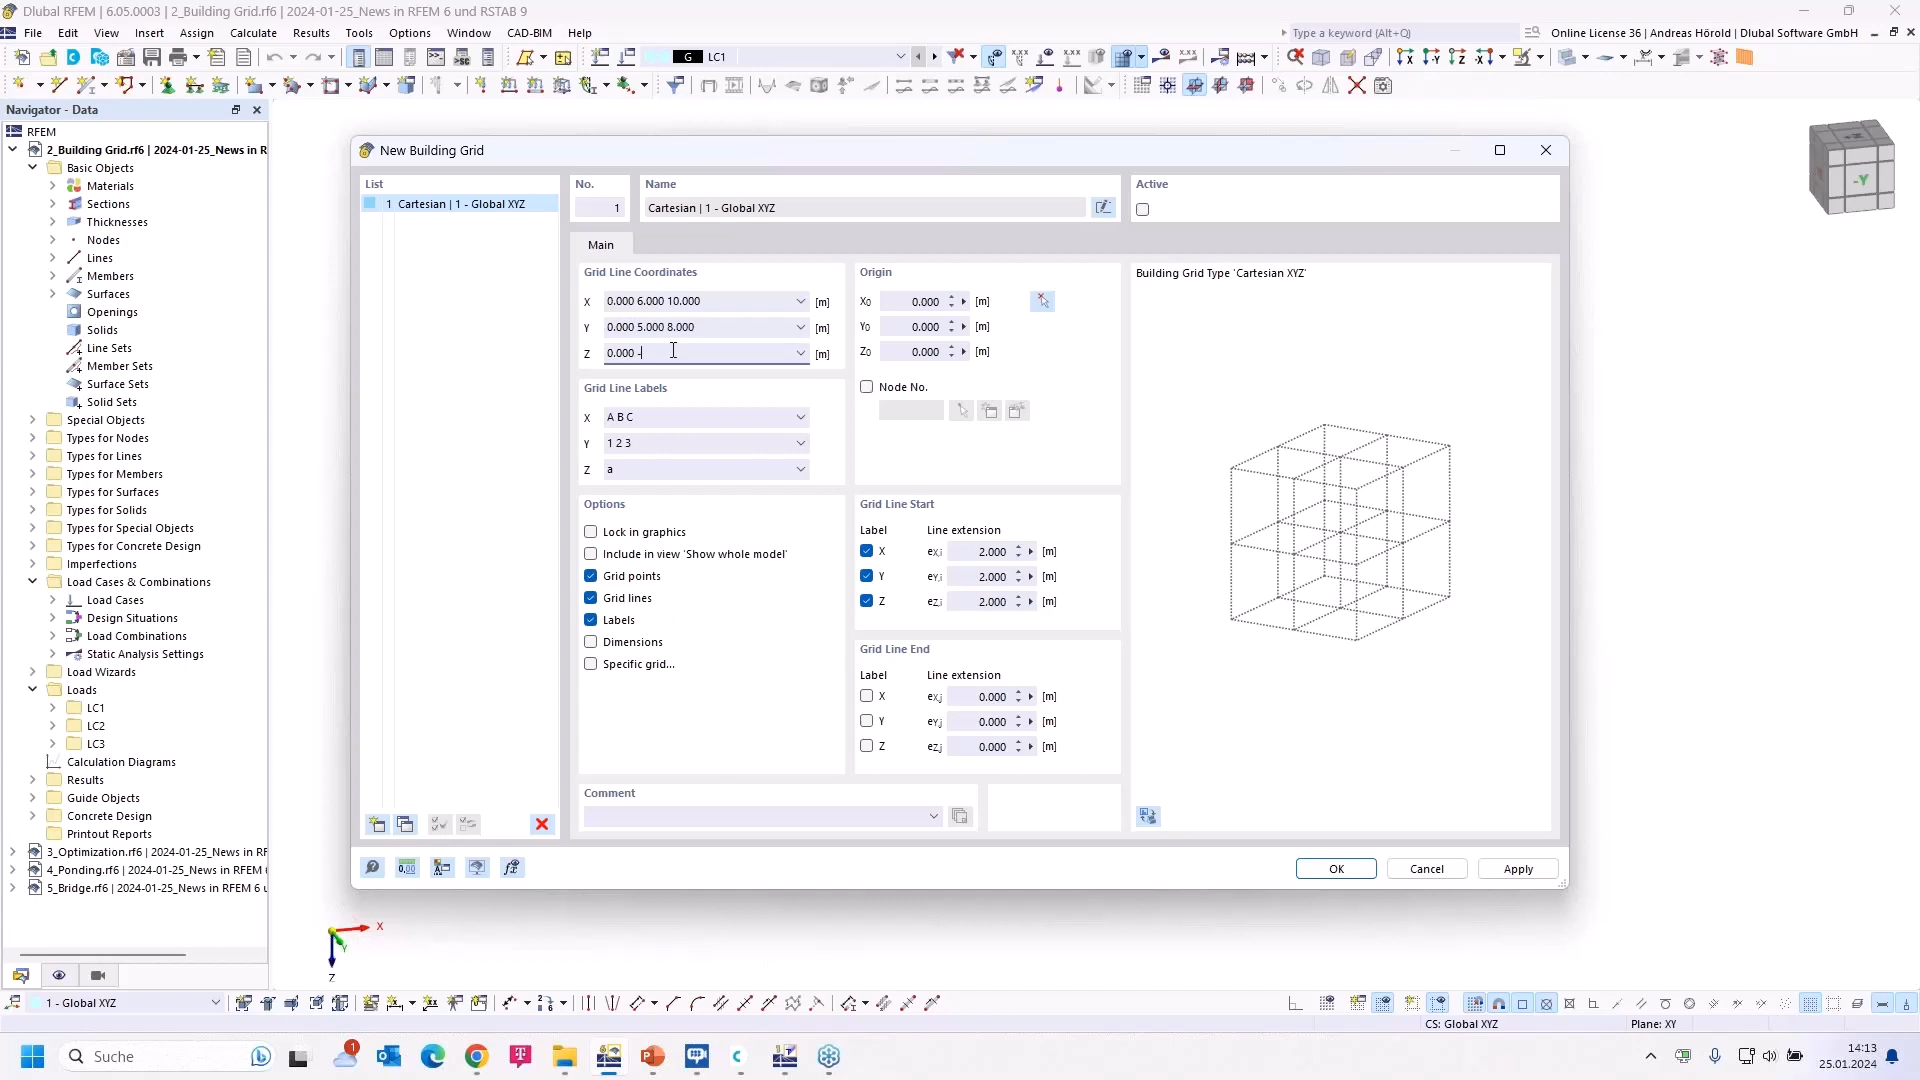 Dlubal RFEM | 6.05.0003 | 2_Building Grid.rf6 | 2024-01-25_News in RFEM 6 und RSTAB 9
File Edit View Insert Assign Calculate Results Tools Options Window CAD-BIM Help
Type a keyword (Alt+Q)
Online License 36 | Andreas Hörold | Dlubal Software GmbH
G LC1
Navigator - Data
RFEM
2_Building Grid.rf6 | 2024-01-25_News in R
Basic Objects
Materials
Sections
Thicknesses
Nodes
Lines
Members
Surfaces
Openings
Solids
Line Sets
Member Sets
Surface Sets
Solid Sets
Special Objects
Types for Nodes
Types for Lines
Types for Members
Types for Surfaces
Types for Solids
Types for Special Objects
Types for Concrete Design
Imperfections
Load Cases & Combinations
Load Cases
Design Situations
Load Combinations
Static Analysis Settings
Load Wizards
Loads
LC1
LC2
LC3
Calculation Diagrams
Results
Guide Objects
Concrete Design
Printout Reports
3_Optimization.rf6 | 2024-01-25_News in RF
4_Ponding.rf6 | 2024-01-25_News in RFEM
5_Bridge.rf6 | 2024-01-25_News in RFEM 6 u
New Building Grid
List
1 Cartesian | 1 - Global XYZ
No.
1
Name
Cartesian | 1 - Global XYZ
Active
Main
Grid Line Coordinates
X 0.000 6.000 10.000 [m]
Y 0.000 5.000 8.000 [m]
Z 0.000 - [m]
Grid Line Labels
X A B C
Y 1 2 3
Z a
Options
Lock in graphics
Include in view 'Show whole model'
Grid points
Grid lines
Labels
Dimensions
Specific grid...
Origin
X0 0.000 [m]
Y0 0.000 [m]
Z0 0.000 [m]
Node No.
Grid Line Start
Label Line extension
X eX,i 2.000 [m]
Y eY,i 2.000 [m]
Z eZ,i 2.000 [m]
Grid Line End
Label Line extension
X eX,j 0.000 [m]
Y eY,j 0.000 [m]
Z eZ,j 0.000 [m]
Comment
Building Grid Type 'Cartesian XYZ'
OK Cancel Apply
-Y
X
Y
Z
1 - Global XYZ
CS: Global XYZ
Plane: XY
Suche
1
14:13
25.01.2024